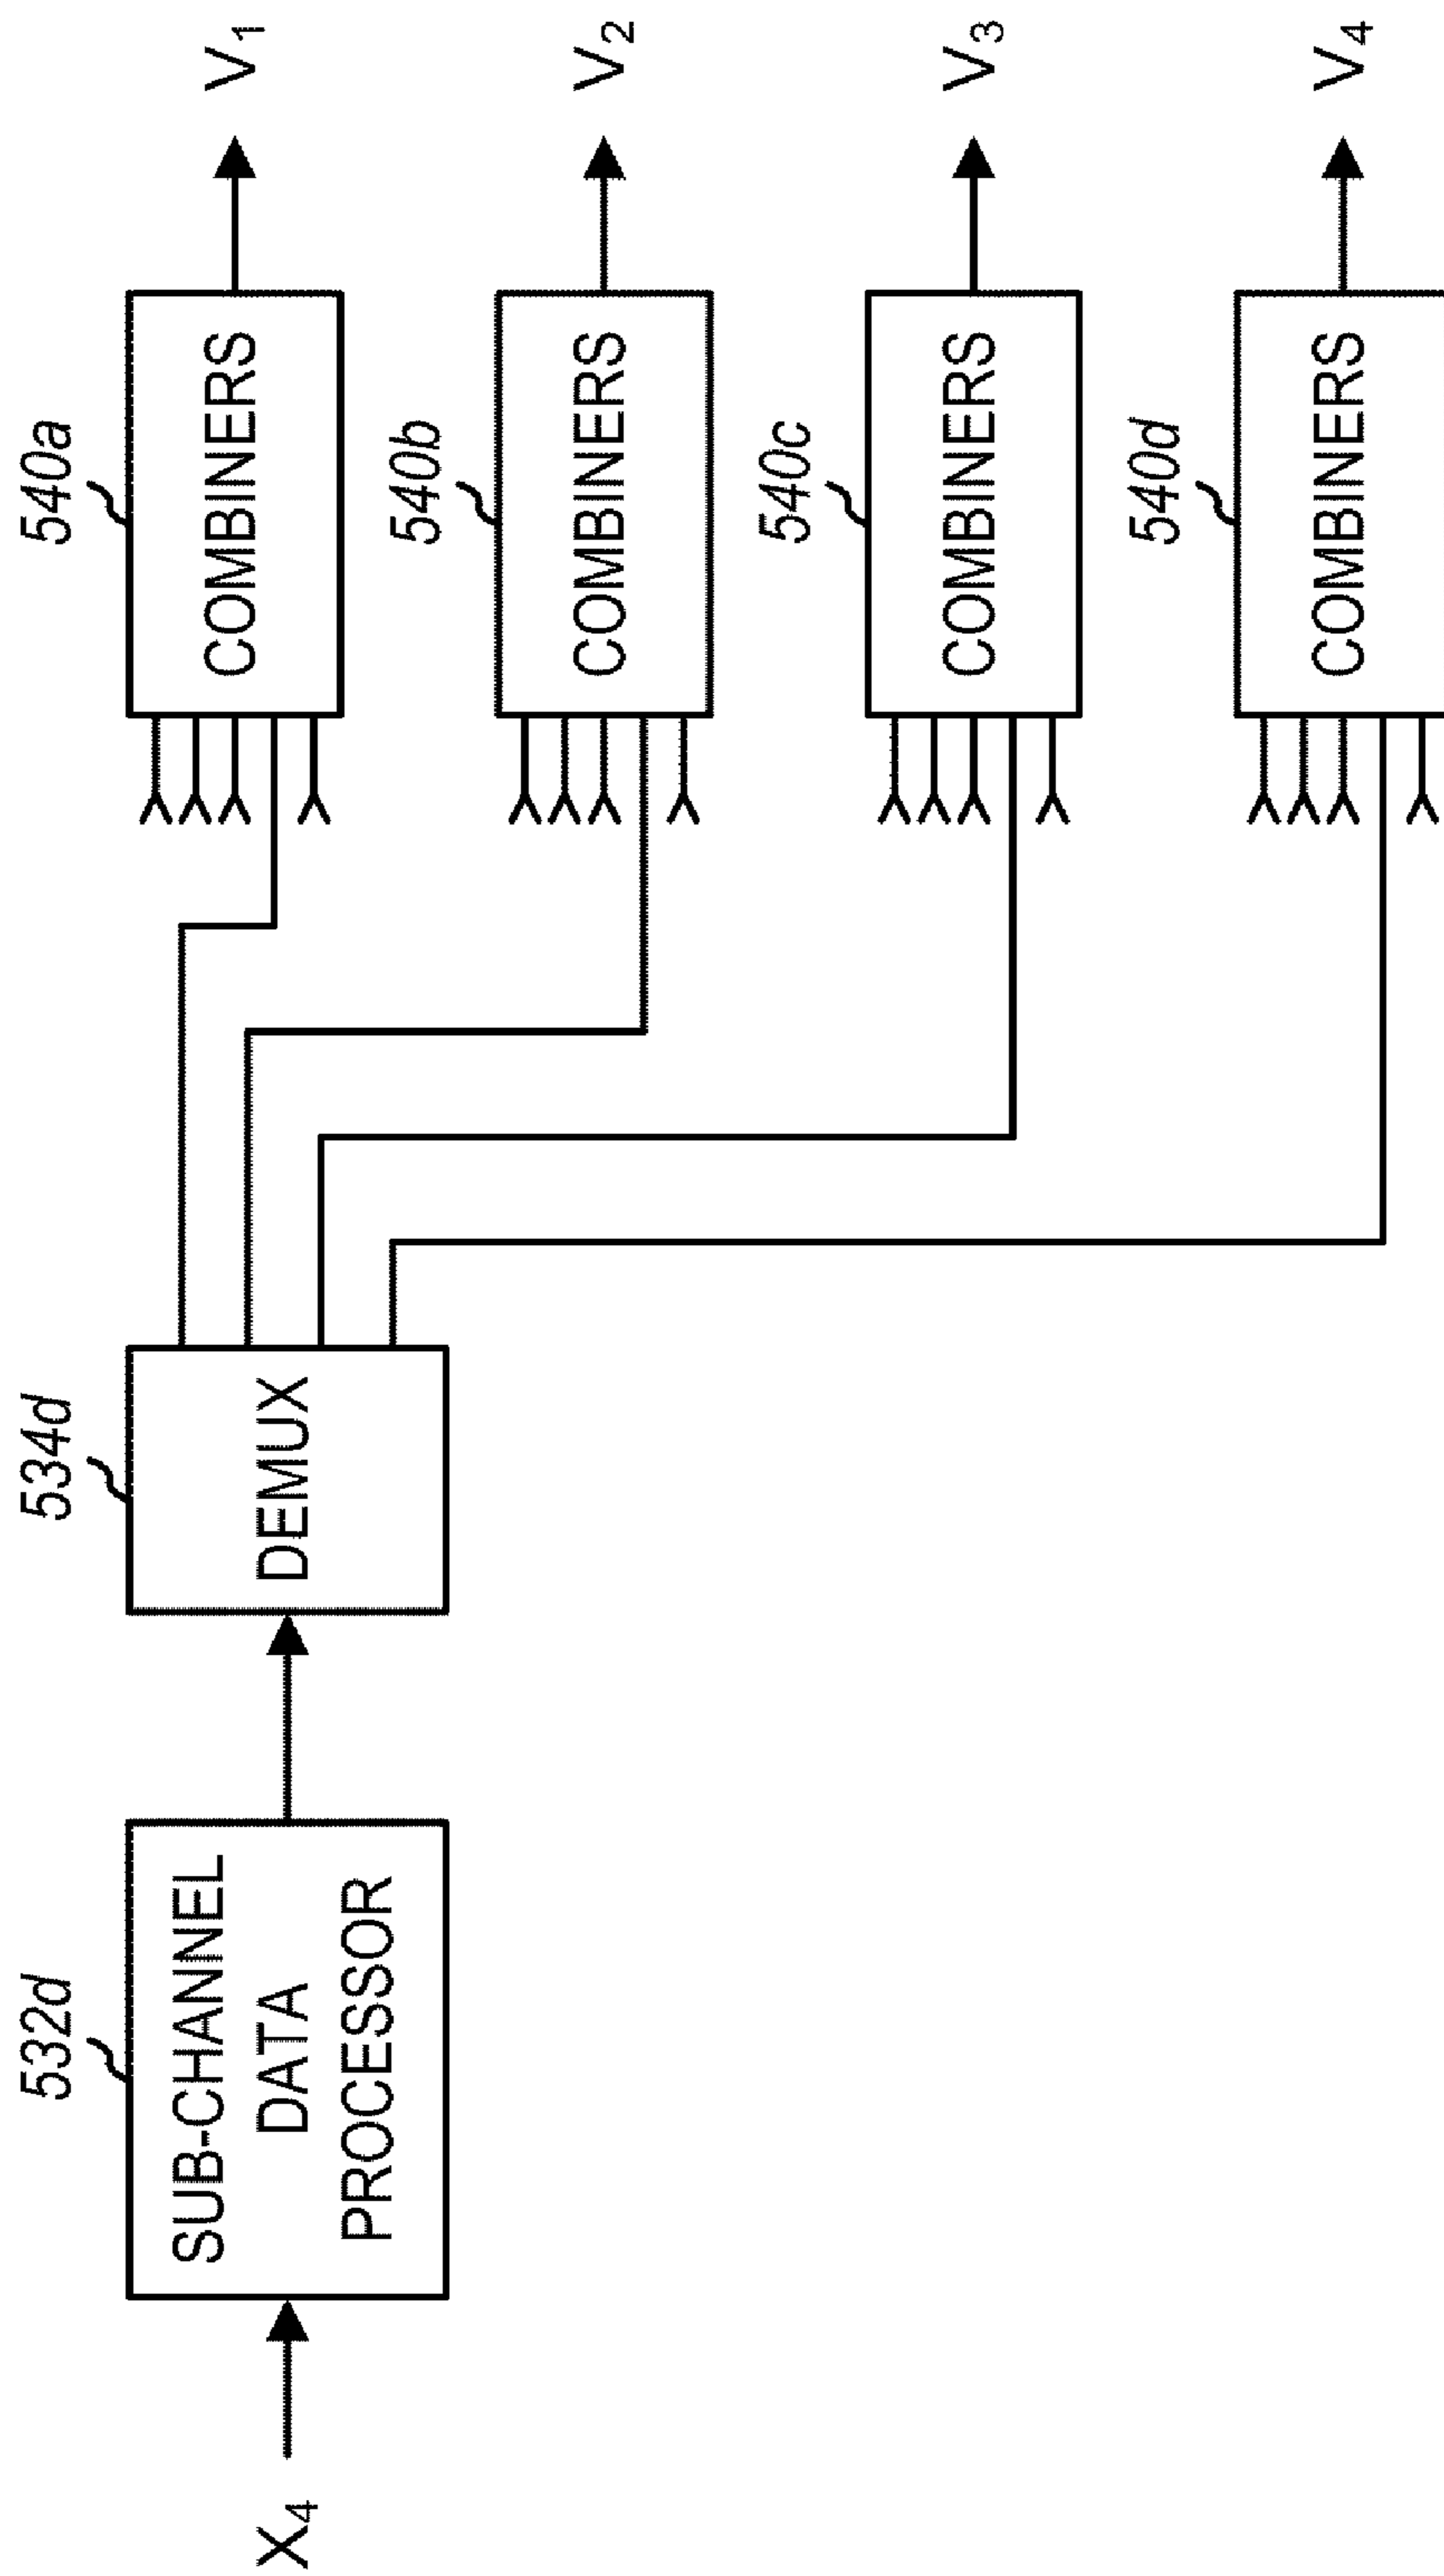 X4
532d
SUB-CHANNEL
DATA
PROCESSOR
534d
DEMUX
540a
COMBINERS
V1
540b
COMBINERS
V2
540c
COMBINERS
V3
540d
COMBINERS
V4